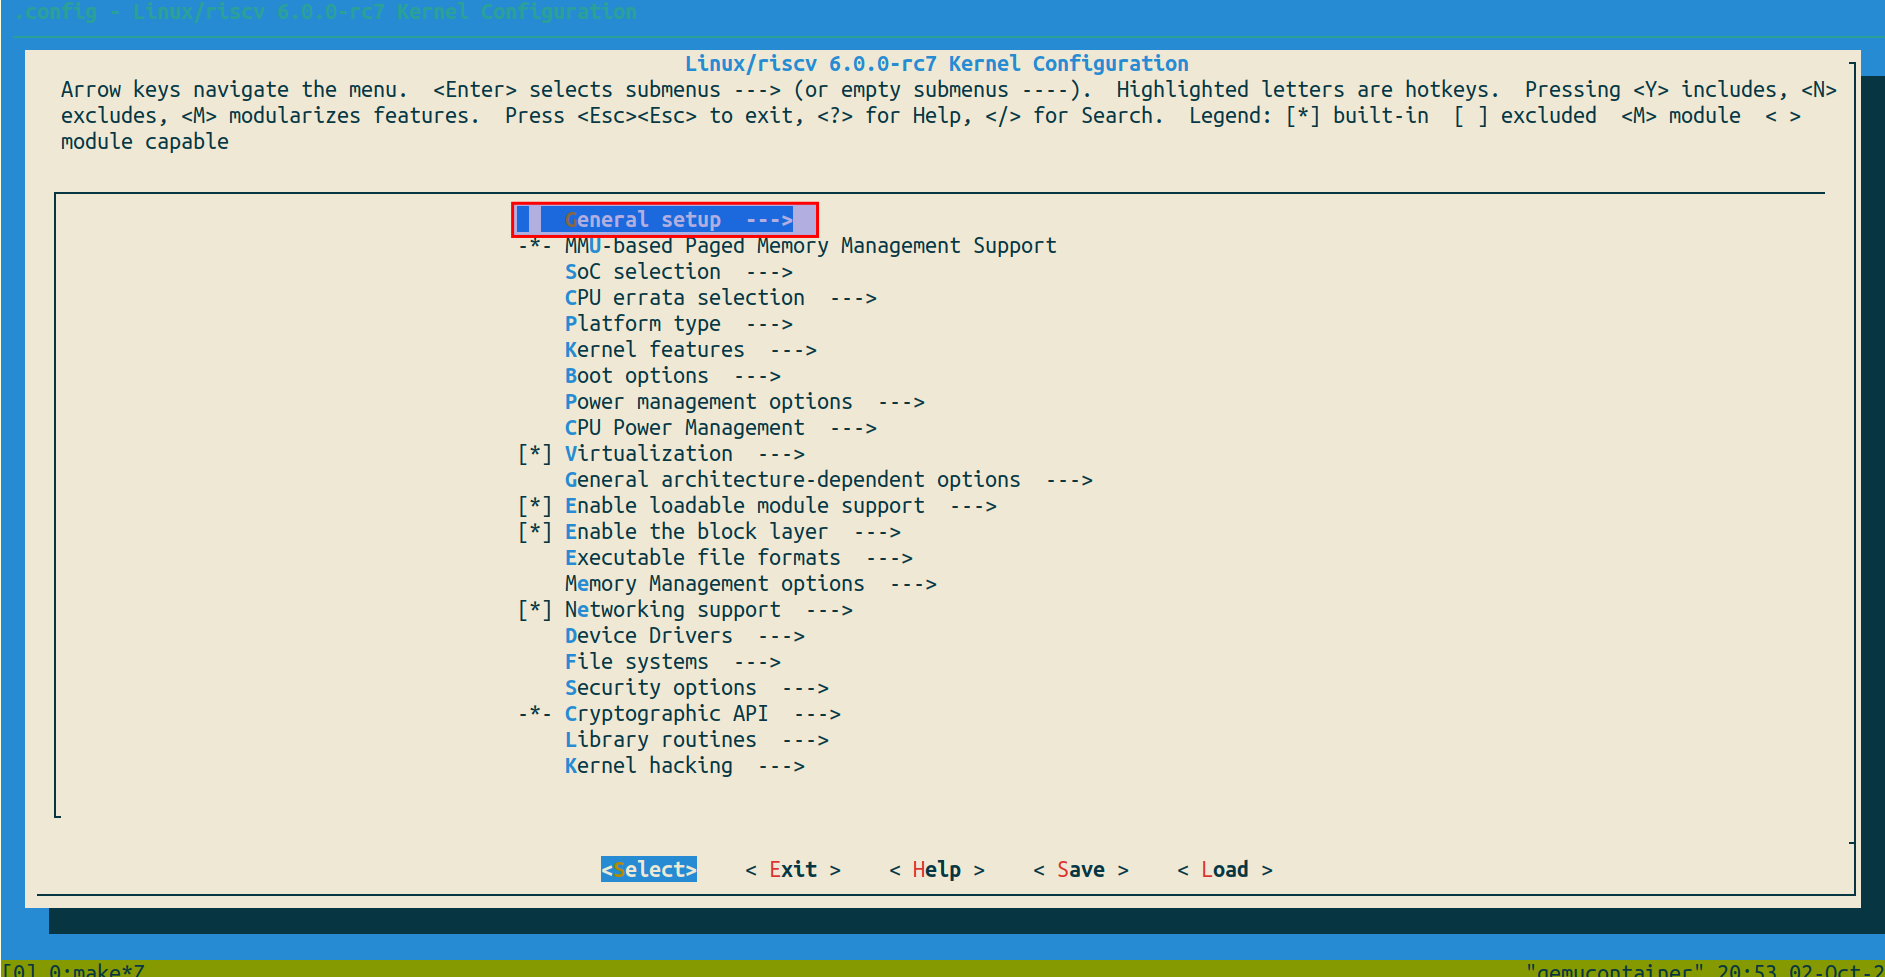 .config - Linux/riscv 6.0.0-rc7 Kernel Configuration
Linux/riscv 6.0.0-rc7 Kernel Configuration
Arrow keys navigate the menu.  <Enter> selects submenus ---> (or empty submenus ----).  Highlighted letters are hotkeys.  Pressing <Y> includes, <N>
excludes, <M> modularizes features.  Press <Esc><Esc> to exit, <?> for Help, </> for Search.  Legend: [*] built-in  [ ] excluded  <M> module  < >
module capable
General setup  --->
-*- MMU-based Paged Memory Management Support
SoC selection  --->
CPU errata selection  --->
Platform type  --->
Kernel features  --->
Boot options  --->
Power management options  --->
CPU Power Management  --->
[*] Virtualization  --->
General architecture-dependent options  --->
[*] Enable loadable module support  --->
[*] Enable the block layer  --->
Executable file formats  --->
Memory Management options  --->
[*] Networking support  --->
Device Drivers  --->
File systems  --->
Security options  --->
-*- Cryptographic API  --->
Library routines  --->
Kernel hacking  --->
<Select>    < Exit >    < Help >    < Save >    < Load >
[0] 0:make*Z "qemucontainer" 20:53 02-Oct-2